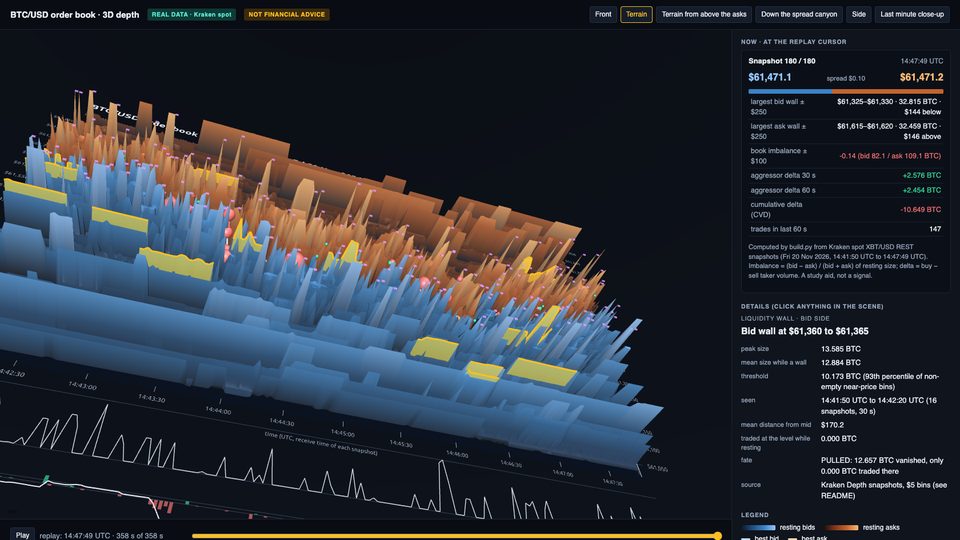 BTC/USD order book · 3D depth
REAL DATA · Kraken spot
NOT FINANCIAL ADVICE
Front
Terrain
Terrain from above the asks
Down the spread canyon
Side
Last minute close-up
NOW · AT THE REPLAY CURSOR
Snapshot 180 / 180
14:47:49 UTC
$61,471.1
spread $0.10
$61,471.2
largest bid wall ±
$250
$61,325–$61,330 · 32.815 BTC ·
$144 below
largest ask wall ±
$250
$61,615–$61,620 · 32.459 BTC ·
$146 above
book imbalance ±
$100
-0.14 (bid 82.1 / ask 109.1 BTC)
aggressor delta 30 s
+2.576 BTC
aggressor delta 60 s
+2.454 BTC
cumulative delta
(CVD)
-10.649 BTC
trades in last 60 s
147
Computed by build.py from Kraken spot XBT/USD REST
snapshots (Fri 20 Nov 2026, 14:41:50 UTC to 14:47:49 UTC).
Imbalance = (bid − ask) / (bid + ask) of resting size; delta = buy −
sell taker volume. A study aid, not a signal.
DETAILS (CLICK ANYTHING IN THE SCENE)
LIQUIDITY WALL · BID SIDE
Bid wall at $61,360 to $61,365
peak size
13.585 BTC
mean size while a wall
12.884 BTC
threshold
10.173 BTC (93th percentile of non-
empty near-price bins)
seen
14:41:50 UTC to 14:42:20 UTC (16
snapshots, 30 s)
mean distance from mid
$170.2
traded at the level while
resting
0.000 BTC
fate
PULLED: 12.657 BTC vanished, only
0.000 BTC traded there
source
Kraken Depth snapshots, $5 bins (see
README)
LEGEND
resting bids
resting asks
best bid
best ask
14:43:00
14:43:30
14:44:00
14:44:30
14:45:00
14:45:30
14:46:00
14:46:30
14:47:00
14:47:30
time (UTC, receive time of each snapshot)
Play
replay: 14:47:49 UTC · 358 s of 358 s